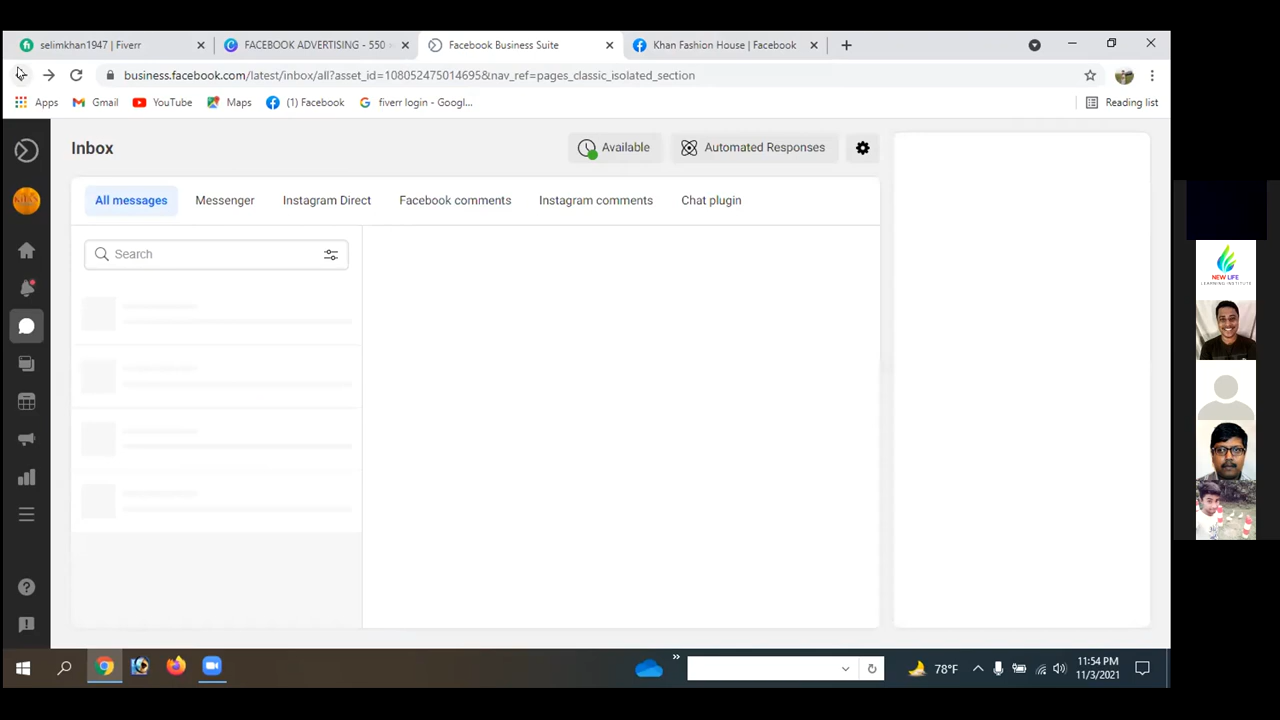 selimkhan1947 | Fiverr
FACEBOOK ADVERTISING - 550
Facebook Business Suite
Khan Fashion House | Facebook
business.facebook.com/latest/inbox/all?asset_id=108052475014695&nav_ref=pages_classic_isolated_section
Apps
Gmail
YouTube
Maps
(1) Facebook
fiverr login - Googl...
Reading list
Inbox
Available
Automated Responses
All messages
Messenger
Instagram Direct
Facebook comments
Instagram comments
Chat plugin
Search
NEW LIFE
LEARNING INSTITUTE
78°F
11:54 PM
11/3/2021